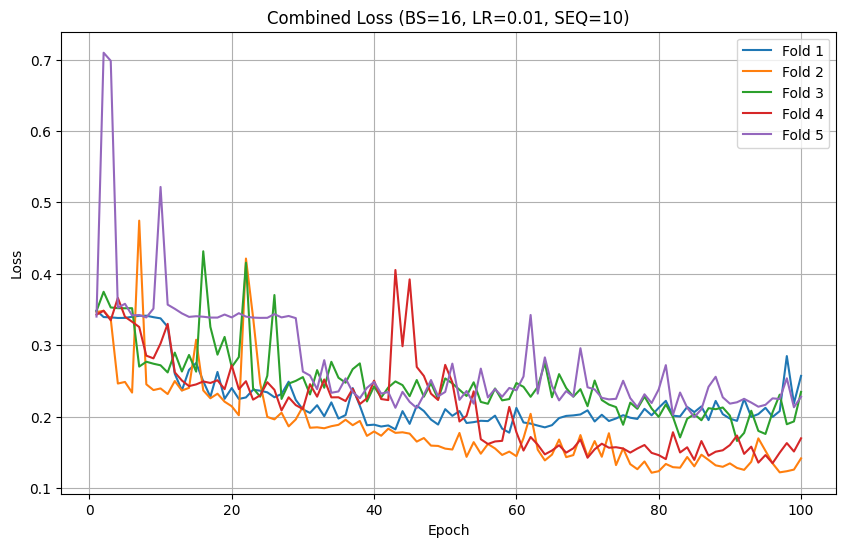 Combined Loss (BS=16, LR=0.01, SEQ=10)
Loss
0.7
0.6
0.5
0.4
0.3
0.2
0.1
Fold 1
Fold 2
Fold 3
Fold 4
Fold 5
0 20 40 60 80 100
Epoch